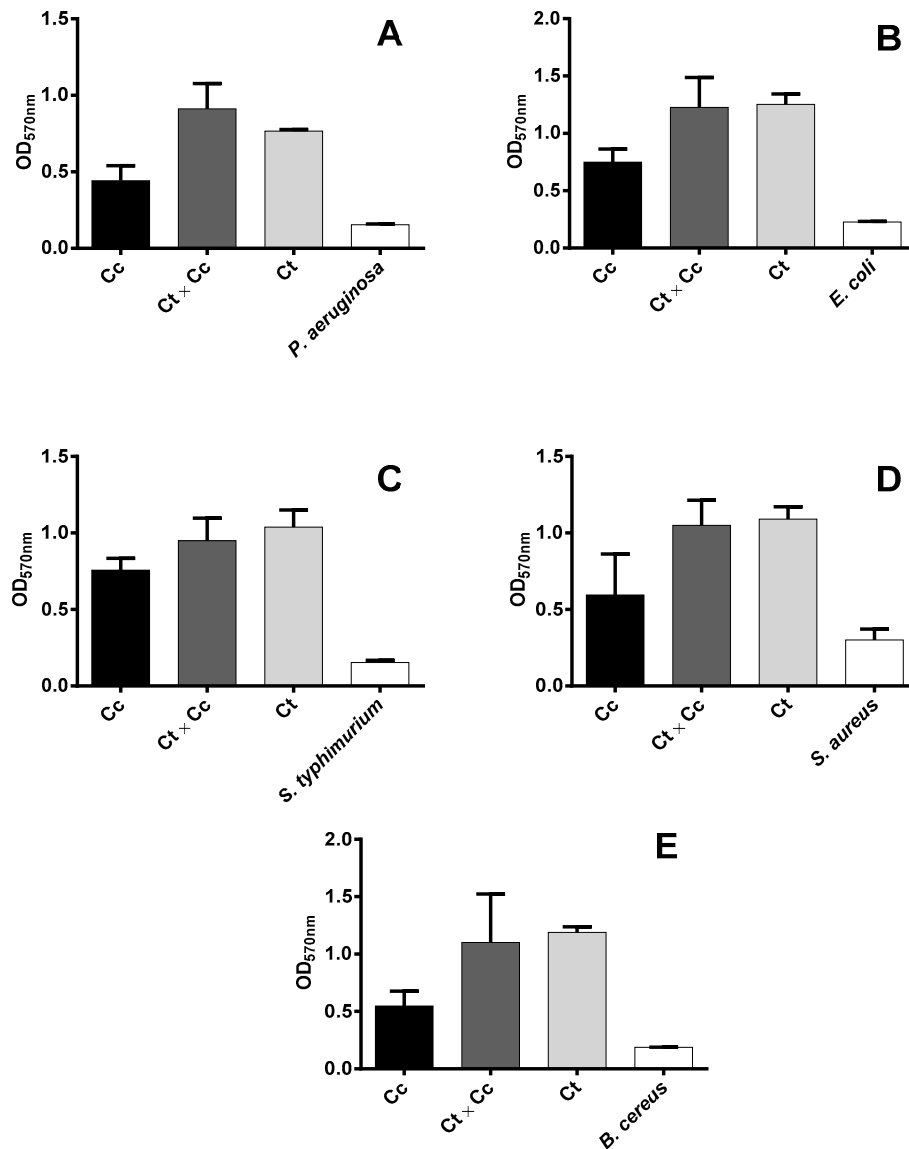 A
1.5
1.0
0.5
0.0
OD570nm
Cc
Ct × Cc
Ct
P. aeruginosa
B
2.0
1.5
1.0
0.5
0.0
OD570nm
Cc
Ct × Cc
Ct
E. coli
C
1.5
1.0
0.5
0.0
OD570nm
Cc
Ct × Cc
Ct
S. typhimurium
D
1.5
1.0
0.5
0.0
OD570nm
Cc
Ct × Cc
Ct
S. aureus
E
2.0
1.5
1.0
0.5
0.0
OD570nm
Cc
Ct × Cc
Ct
B. cereus